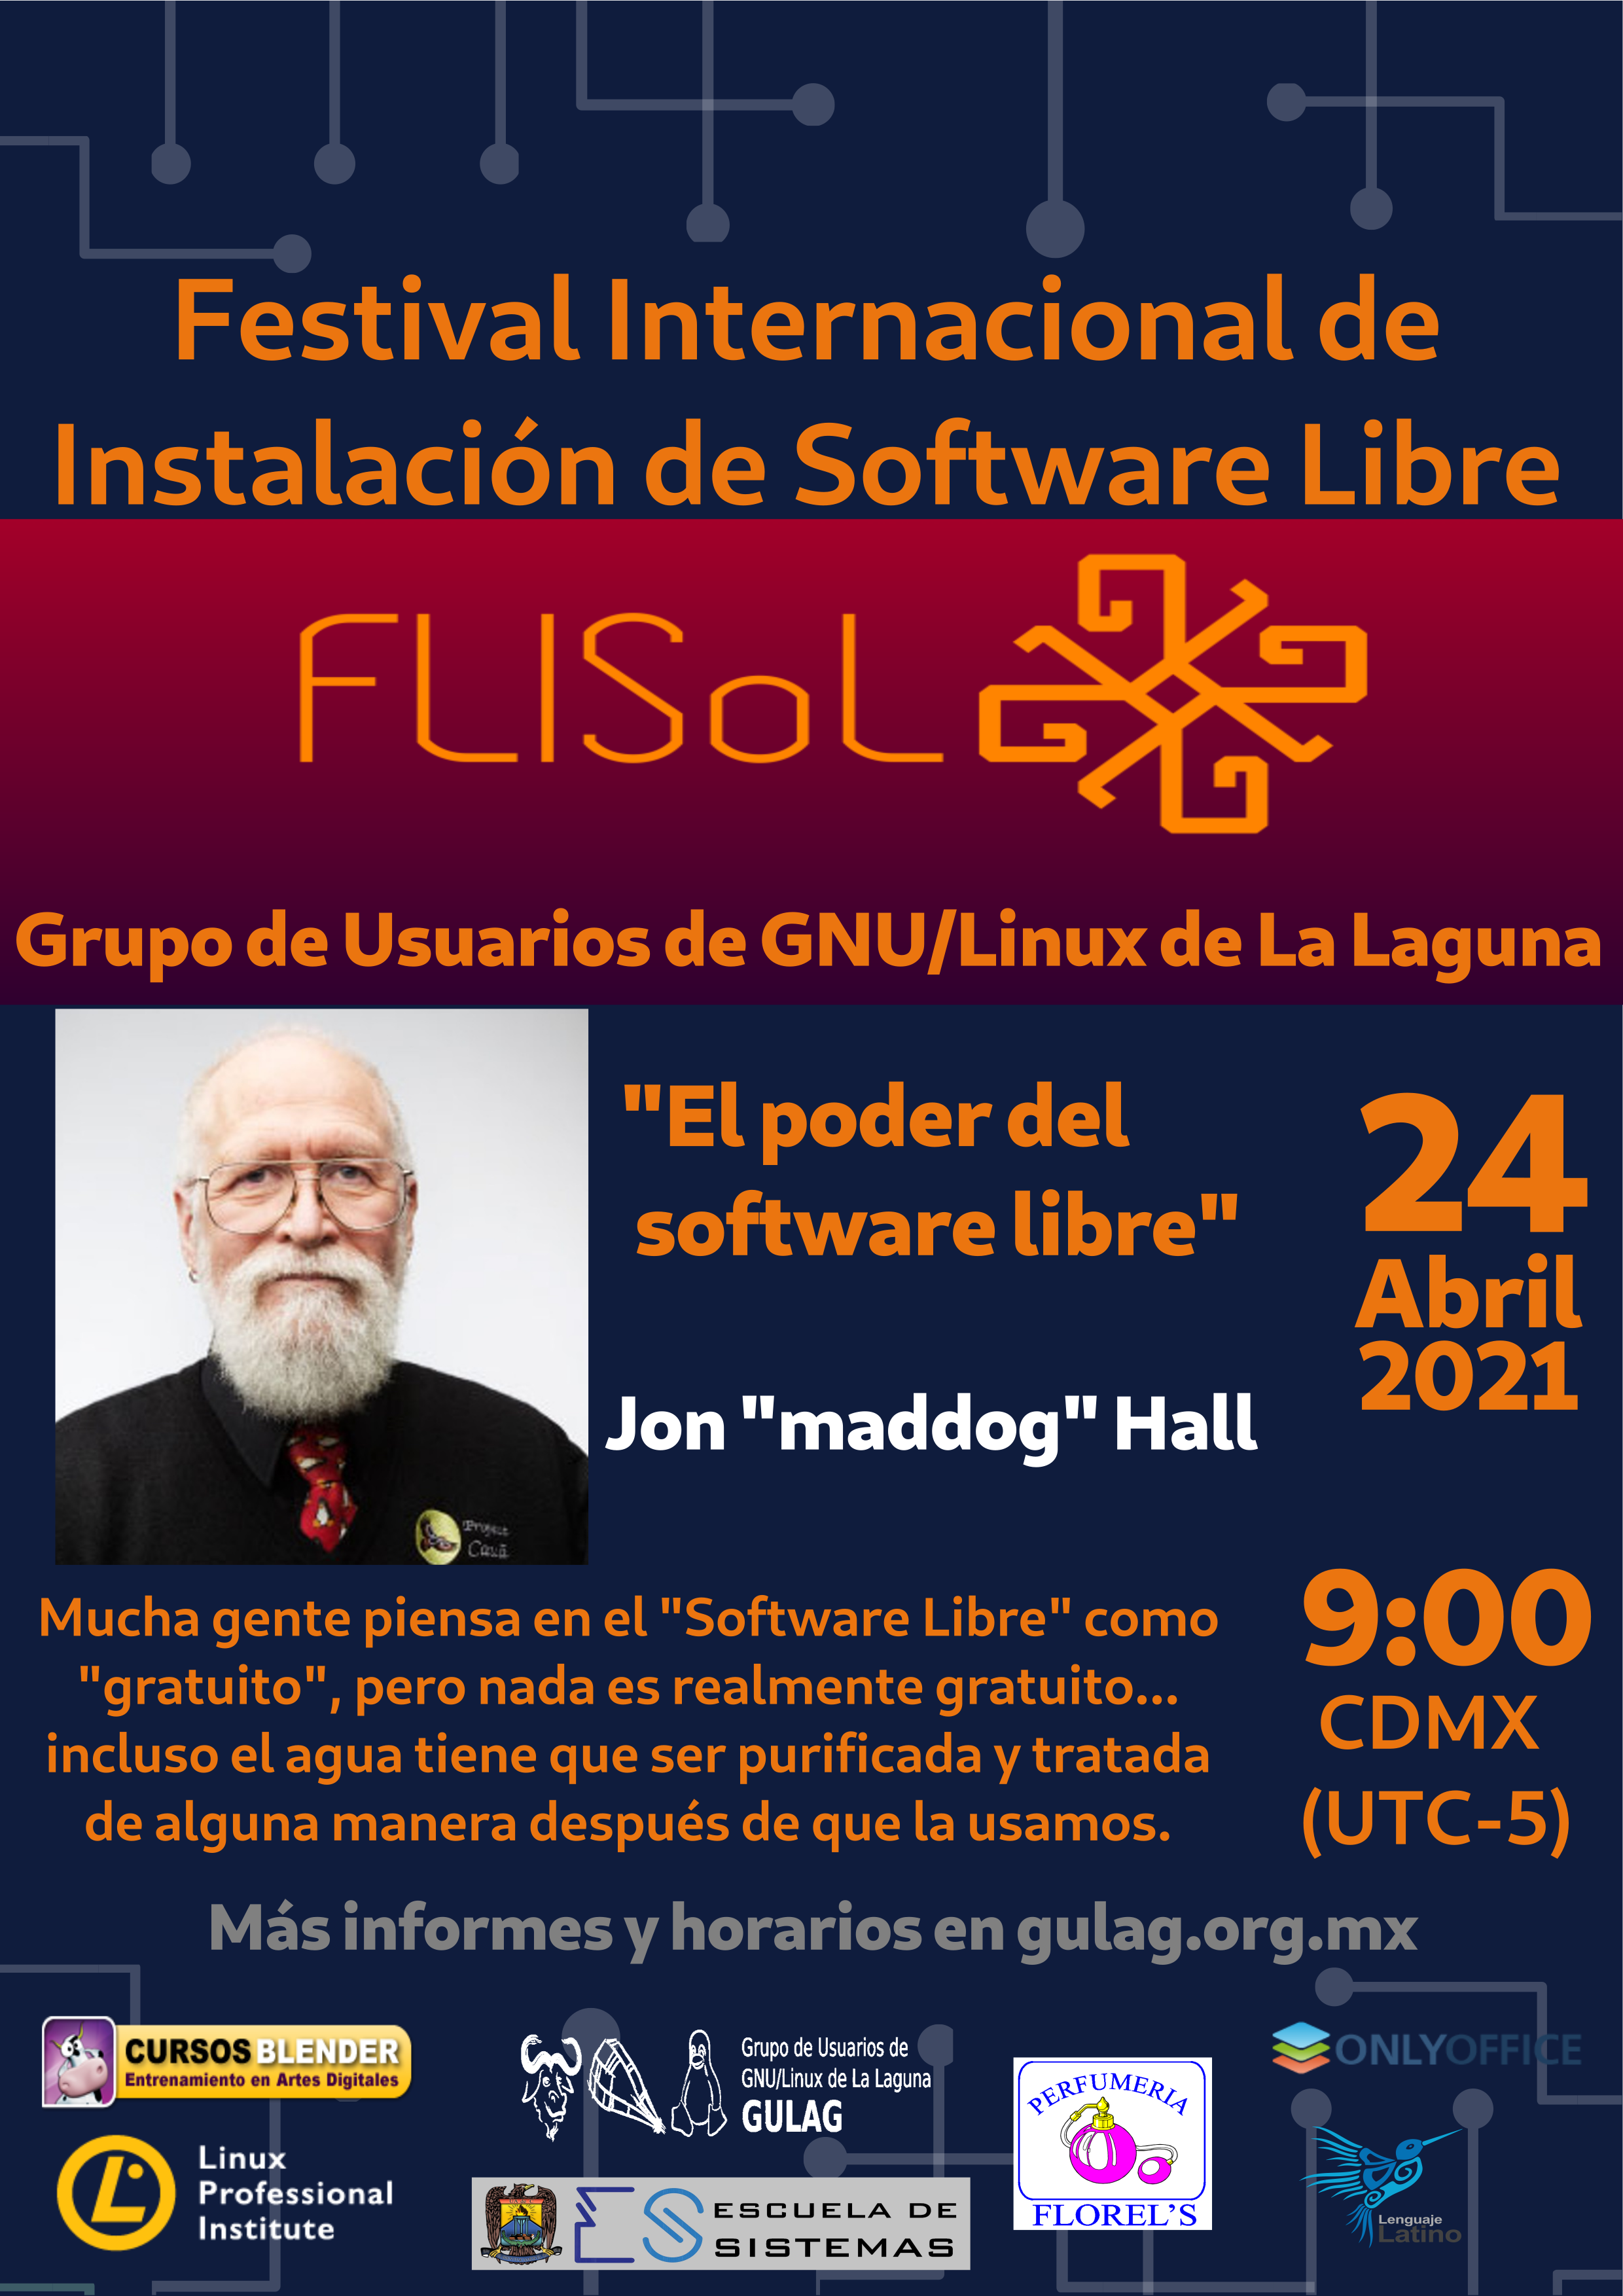 Festival Internacional de
Instalación de Software Libre
FLISoL
Grupo de Usuarios de GNU/Linux de La Laguna
"El poder del
software libre"
24
Abril
2021
Jon "maddog" Hall
Project
Cauã
Mucha gente piensa en el "Software Libre" como
"gratuito", pero nada es realmente gratuito...
incluso el agua tiene que ser purificada y tratada
de alguna manera después de que la usamos.
9:00
CDMX
(UTC-5)
Más informes y horarios en gulag.org.mx
CURSOS BLENDER
Entrenamiento en Artes Digitales
Grupo de Usuarios de
GNU/Linux de La Laguna
GULAG
PERFUMERIA
FLOREL'S
ONLYOFFICE
Linux
Professional
Institute
ES
ESCUELA DE
SISTEMAS
Lenguaje
Latino